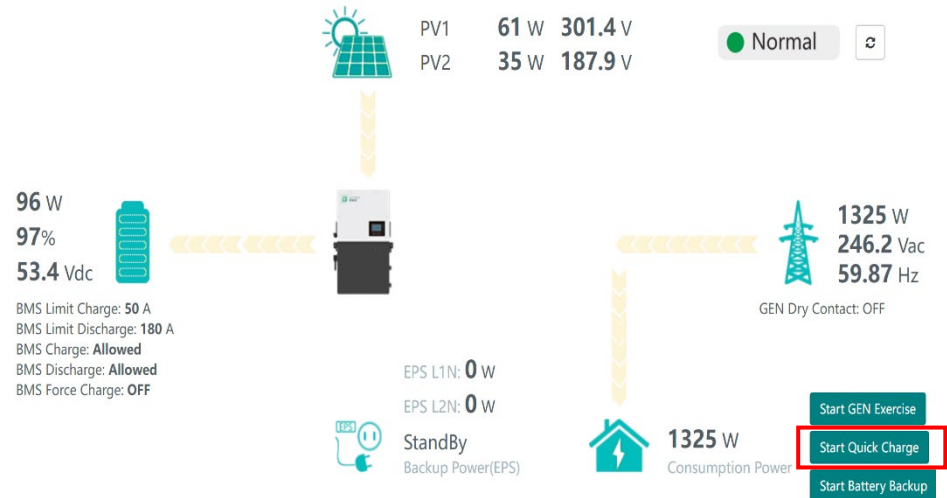 PV1 61 W 301.4 V
PV2 35 W 187.9 V
Normal
96 W
97%
53.4 Vdc
BMS Limit Charge: 50 A
BMS Limit Discharge: 180 A
BMS Charge: Allowed
BMS Discharge: Allowed
BMS Force Charge: OFF
1325 W
246.2 Vac
59.87 Hz
GEN Dry Contact: OFF
EPS L1N: 0 W
EPS L2N: 0 W
EPS
StandBy
Backup Power(EPS)
1325 W
Consumption Power
Start GEN Exercise
Start Quick Charge
Start Battery Backup